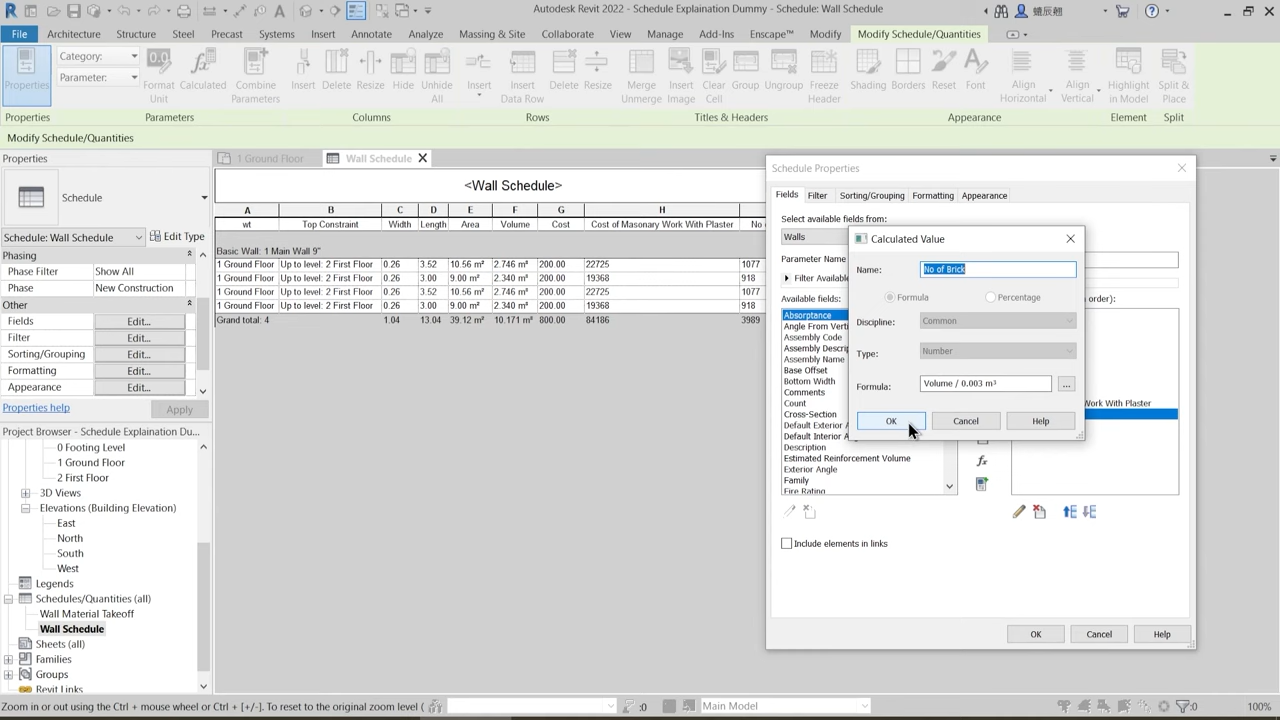 Autodesk Revit 2022 - Schedule Explaination Dummy - Schedule: Wall Schedule
File Architecture Structure Steel Precast Systems Insert Annotate Analyze Massing & Site Collaborate View Manage Add-Ins Enscape™ Modify Modify Schedule/Quantities
Properties
Category:
Parameter:
Format Unit
Calculated
Combine Parameters
Insert Delete Resize Hide Unhide All
Insert
Insert Data Row
Delete Resize
Merge Unmerge
Insert Image
Clear Cell
Group Ungroup
Freeze Header
Shading Borders Reset Font
Align Horizontal
Align Vertical
Highlight in Model
Split & Place
Properties Parameters Columns Rows Titles & Headers Appearance Element Split
Modify Schedule/Quantities
Properties
Schedule
Schedule: Wall Schedule
Edit Type
Phasing
Phase Filter Show All
Phase New Construction
Other
Fields Edit...
Filter Edit...
Sorting/Grouping Edit...
Formatting Edit...
Appearance Edit...
Properties help
Apply
Project Browser - Schedule Explaination Du...
0 Footing Level
1 Ground Floor
2 First Floor
3D Views
Elevations (Building Elevation)
East
North
South
West
Legends
Schedules/Quantities (all)
Wall Material Takeoff
Wall Schedule
Sheets (all)
Families
Groups
Revit Links
1 Ground Floor
Wall Schedule
<Wall Schedule>
A B C D E F G H
wt Top Constraint Width Length Area Volume Cost Cost of Masonary Work With Plaster No o
Basic Wall: 1 Main Wall 9"
1 Ground Floor Up to level: 2 First Floor 0.26 3.52 10.56 m² 2.746 m³ 200.00 22725 1077
1 Ground Floor Up to level: 2 First Floor 0.26 3.00 9.00 m² 2.340 m³ 200.00 19368 918
1 Ground Floor Up to level: 2 First Floor 0.26 3.52 10.56 m² 2.746 m³ 200.00 22725 1077
1 Ground Floor Up to level: 2 First Floor 0.26 3.00 9.00 m² 2.340 m³ 200.00 19368 918
Grand total: 4 1.04 13.04 39.12 m² 10.171 m³ 800.00 84186 3989
Schedule Properties
Fields Filter Sorting/Grouping Formatting Appearance
Select available fields from:
Walls
Parameter Name
Filter Available
Available fields:
n order):
Absorptance
Angle From Verti
Assembly Code
Assembly Descrip
Assembly Name
Base Offset
Bottom Width
Comments
Count
Cross-Section
Default Exterior A
Default Interior A
Description
Estimated Reinforcement Volume
Exterior Angle
Family
Fire Rating
Work With Plaster
Include elements in links
OK Cancel Help
Calculated Value
Name: No of Brick
Formula Percentage
Discipline: Common
Type: Number
Formula: Volume / 0.003 m³ ...
OK Cancel Help
Zoom in or out using the Ctrl + mouse wheel or Ctrl + [+/-]. To reset to the original zoom level (
:0
Main Model
:0
100%